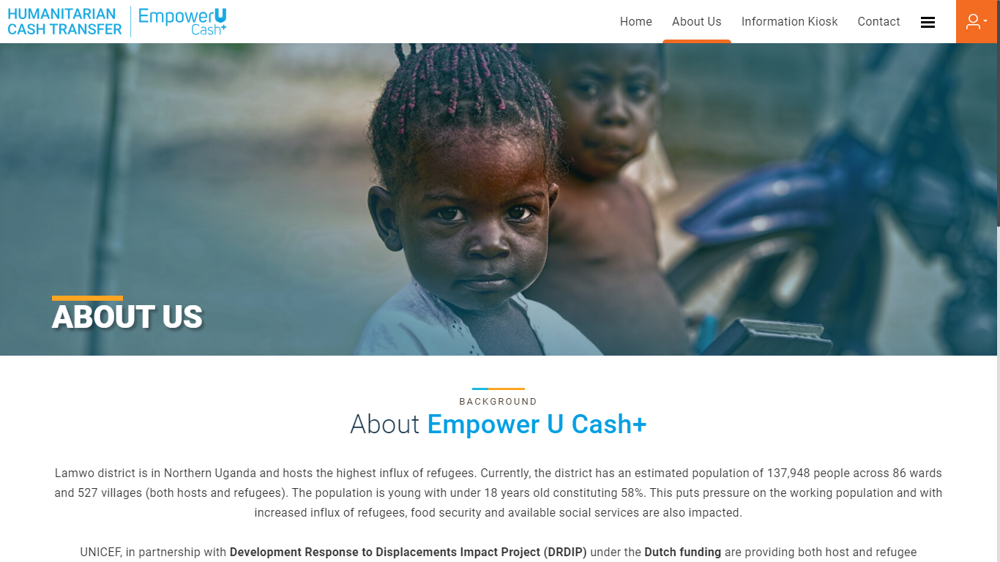 HUMANITARIAN
CASH TRANSFER
EmpowerU
Cash+
Home About Us Information Kiosk Contact
ABOUT US
BACKGROUND
About Empower U Cash+
Lamwo district is in Northern Uganda and hosts the highest influx of refugees. Currently, the district has an estimated population of 137,948 people across 86 wards
and 527 villages (both hosts and refugees). The population is young with under 18 years old constituting 58%. This puts pressure on the working population and with
increased influx of refugees, food security and available social services are also impacted.
UNICEF, in partnership with Development Response to Displacements Impact Project (DRDIP) under the Dutch funding are providing both host and refugee